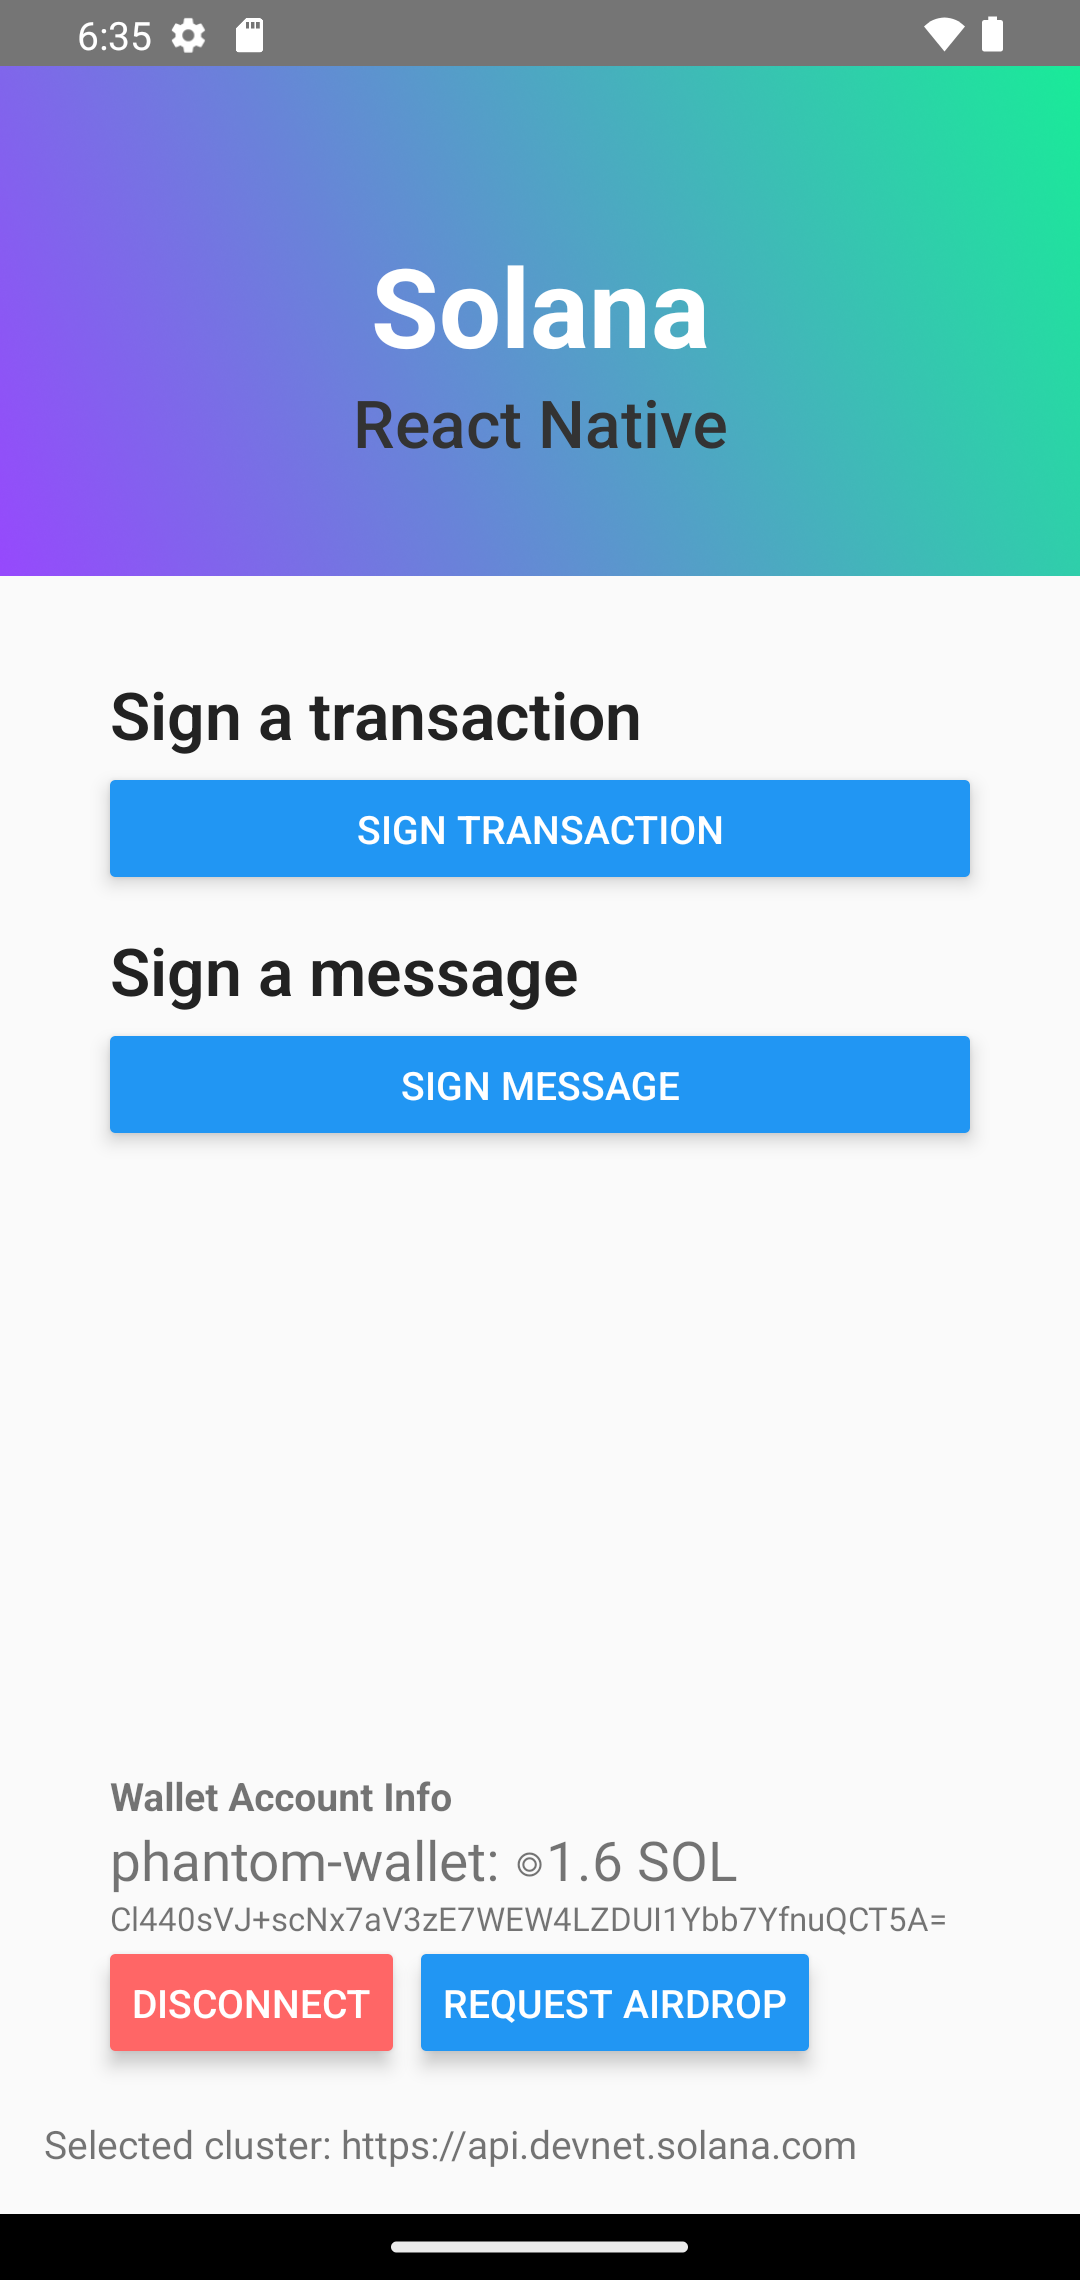 6:35
Solana
React Native
Sign a transaction
SIGN TRANSACTION
Sign a message
SIGN MESSAGE
Wallet Account Info
phantom-wallet: ◎1.6 SOL
Cl440sVJ+scNx7aV3zE7WEW4LZDUI1Ybb7YfnuQCT5A=
DISCONNECT REQUEST AIRDROP
Selected cluster: https://api.devnet.solana.com